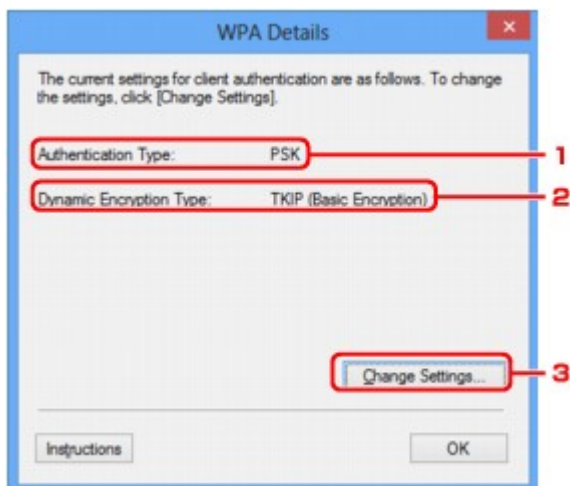 WPA Details
The current settings for client authentication are as follows. To change
the settings, click [Change Settings].
Authentication Type: PSK
1
Dynamic Encryption Type: TKIP (Basic Encryption)
2
Change Settings...
3
Instructions
OK